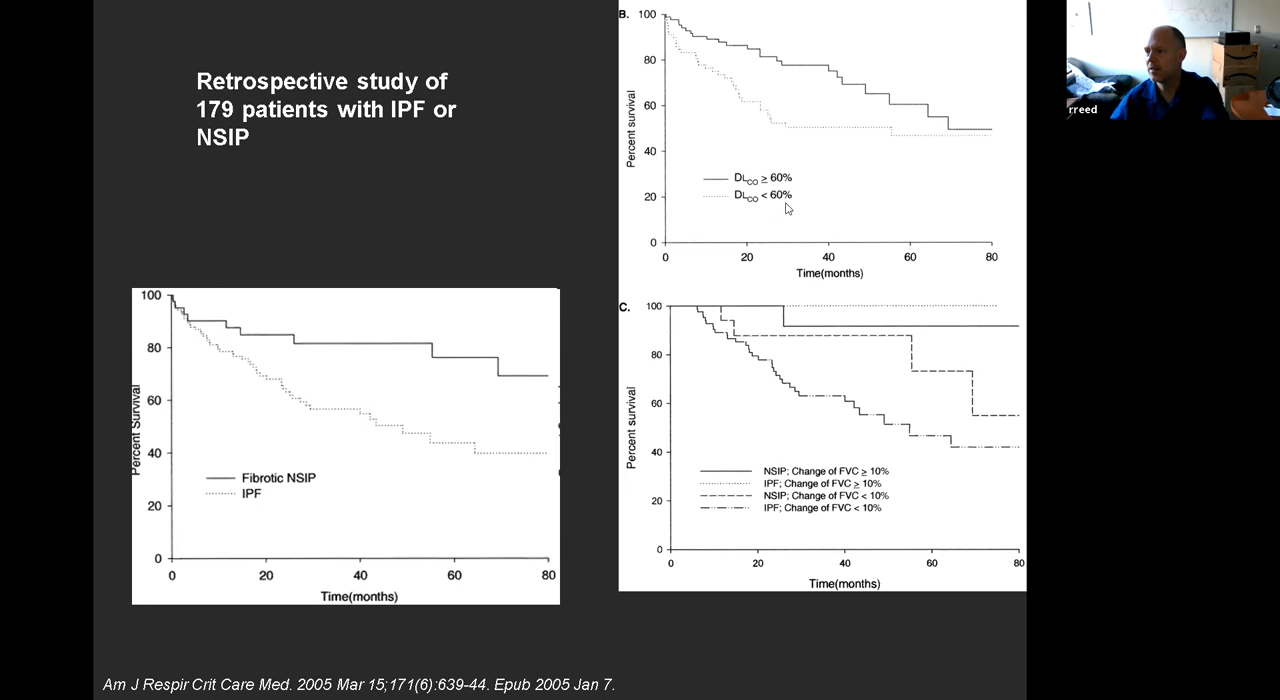 Retrospective study of
179 patients with IPF or
NSIP
B.
100
80
60
40
20
0
Percent survival
DLCO ≥ 60%
DLCO < 60%
0 20 40 60 80
Time(months)
rreed
100
80
60
40
20
0
Percent Survival
Fibrotic NSIP
IPF
0 20 40 60 80
Time(months)
C.
100
80
60
40
20
0
Percent survival
NSIP; Change of FVC ≥ 10%
IPF; Change of FVC ≥ 10%
NSIP; Change of FVC < 10%
IPF; Change of FVC < 10%
0 20 40 60 80
Time(months)
Am J Respir Crit Care Med. 2005 Mar 15;171(6):639-44. Epub 2005 Jan 7.